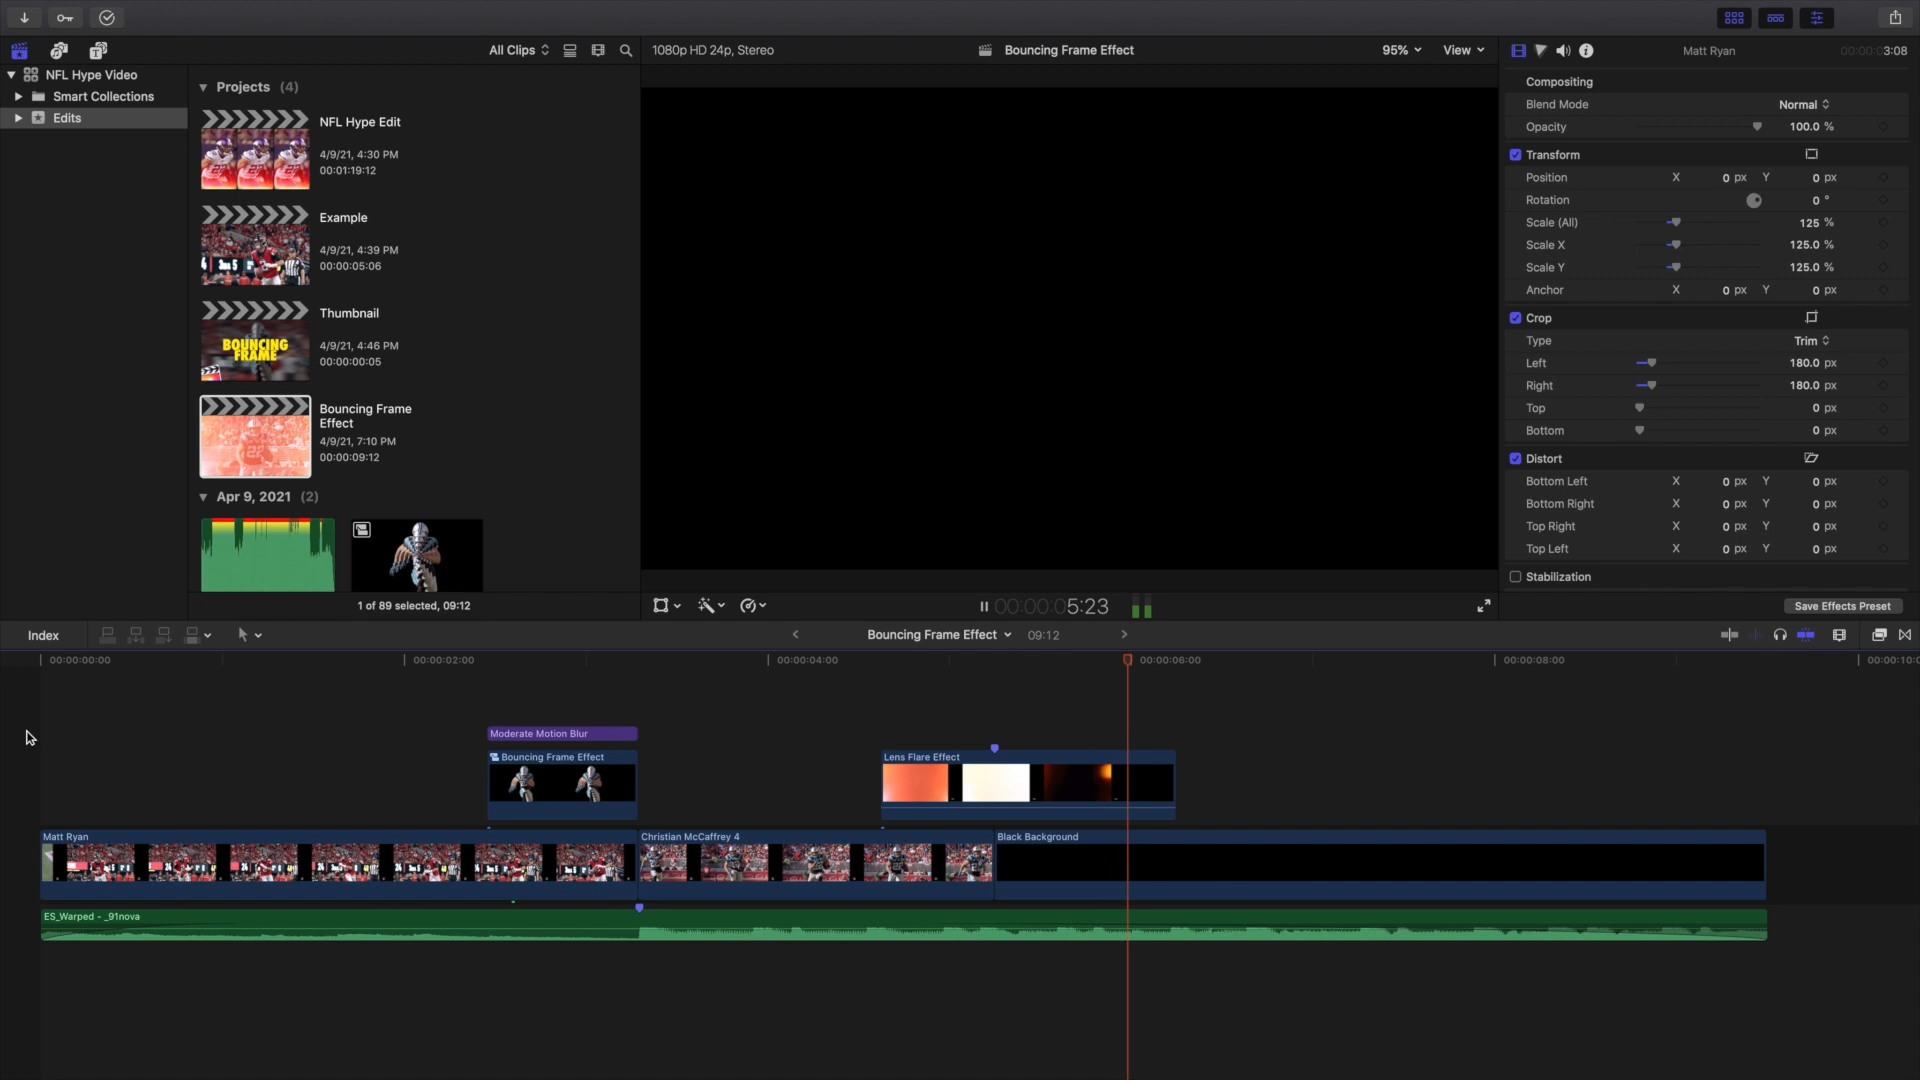 All Clips
1080p HD 24p, Stereo
Bouncing Frame Effect
95%
View
Matt Ryan
00:00:03:08
NFL Hype Video
Smart Collections
Edits
Projects (4)
NFL Hype Edit
4/9/21, 4:30 PM
00:01:19:12
Example
4/9/21, 4:39 PM
00:00:05:06
Thumbnail
4/9/21, 4:46 PM
00:00:00:05
BOUNCING
FRAME
Bouncing Frame
Effect
4/9/21, 7:10 PM
00:00:09:12
Apr 9, 2021 (2)
1 of 89 selected, 09:12
00:00:05:23
Compositing
Blend Mode Normal
Opacity 100.0 %
Transform
Position X 0 px Y 0 px
Rotation 0 °
Scale (All) 125 %
Scale X 125.0 %
Scale Y 125.0 %
Anchor X 0 px Y 0 px
Crop
Type Trim
Left 180.0 px
Right 180.0 px
Top 0 px
Bottom 0 px
Distort
Bottom Left X 0 px Y 0 px
Bottom Right X 0 px Y 0 px
Top Right X 0 px Y 0 px
Top Left X 0 px Y 0 px
Stabilization
Save Effects Preset
Index
Bouncing Frame Effect
09:12
00:00:00:00
00:00:02:00
00:00:04:00
00:00:06:00
00:00:08:00
00:00:10:0
Moderate Motion Blur
Bouncing Frame Effect
Lens Flare Effect
Matt Ryan
Christian McCaffrey 4
Black Background
ES_Warped - _91nova